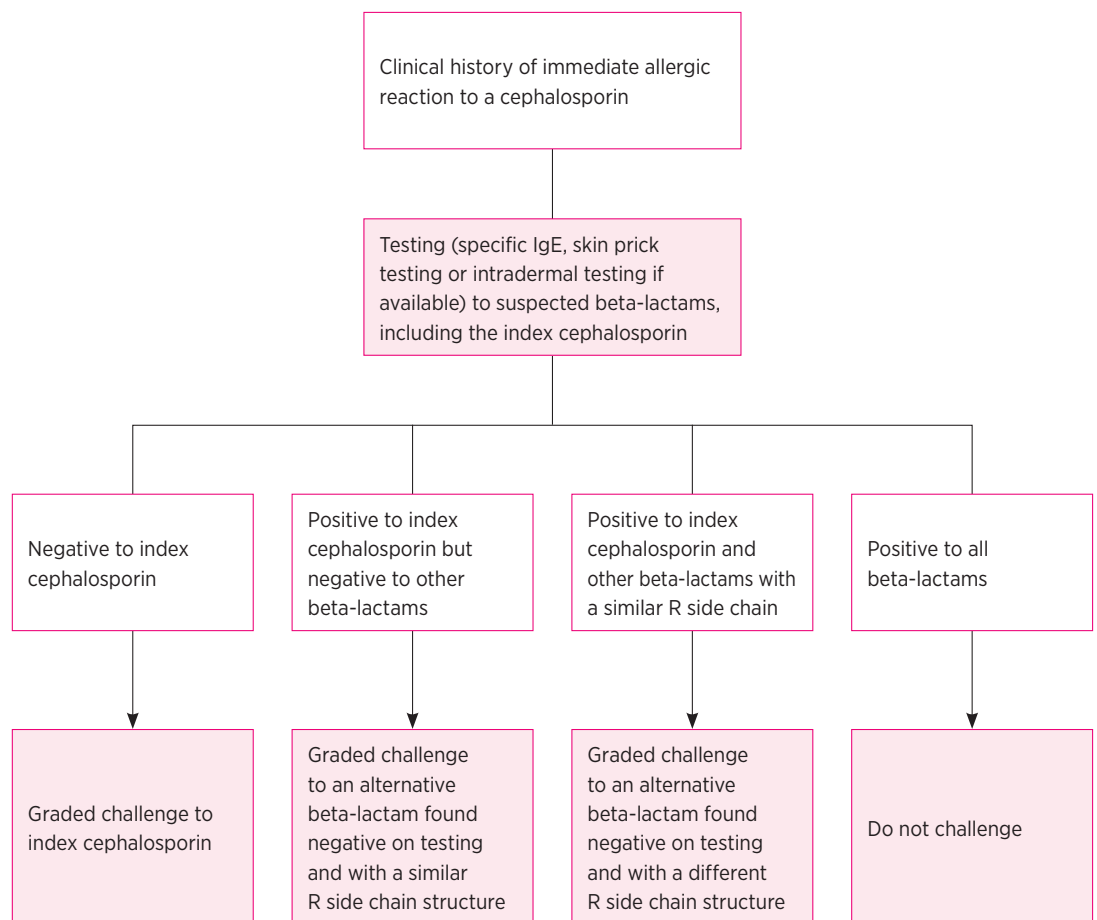 Clinical history of immediate allergic
reaction to a cephalosporin
Testing (specific IgE, skin prick
testing or intradermal testing if
available) to suspected beta-lactams,
including the index cephalosporin
Negative to index
cephalosporin
Positive to index
cephalosporin but
negative to other
beta-lactams
Positive to index
cephalosporin and
other beta-lactams with
a similar R side chain
Positive to all
beta-lactams
Graded challenge to
index cephalosporin
Graded challenge
to an alternative
beta-lactam found
negative on testing
and with a similar
R side chain structure
Graded challenge
to an alternative
beta-lactam found
negative on testing
and with a different
R side chain structure
Do not challenge